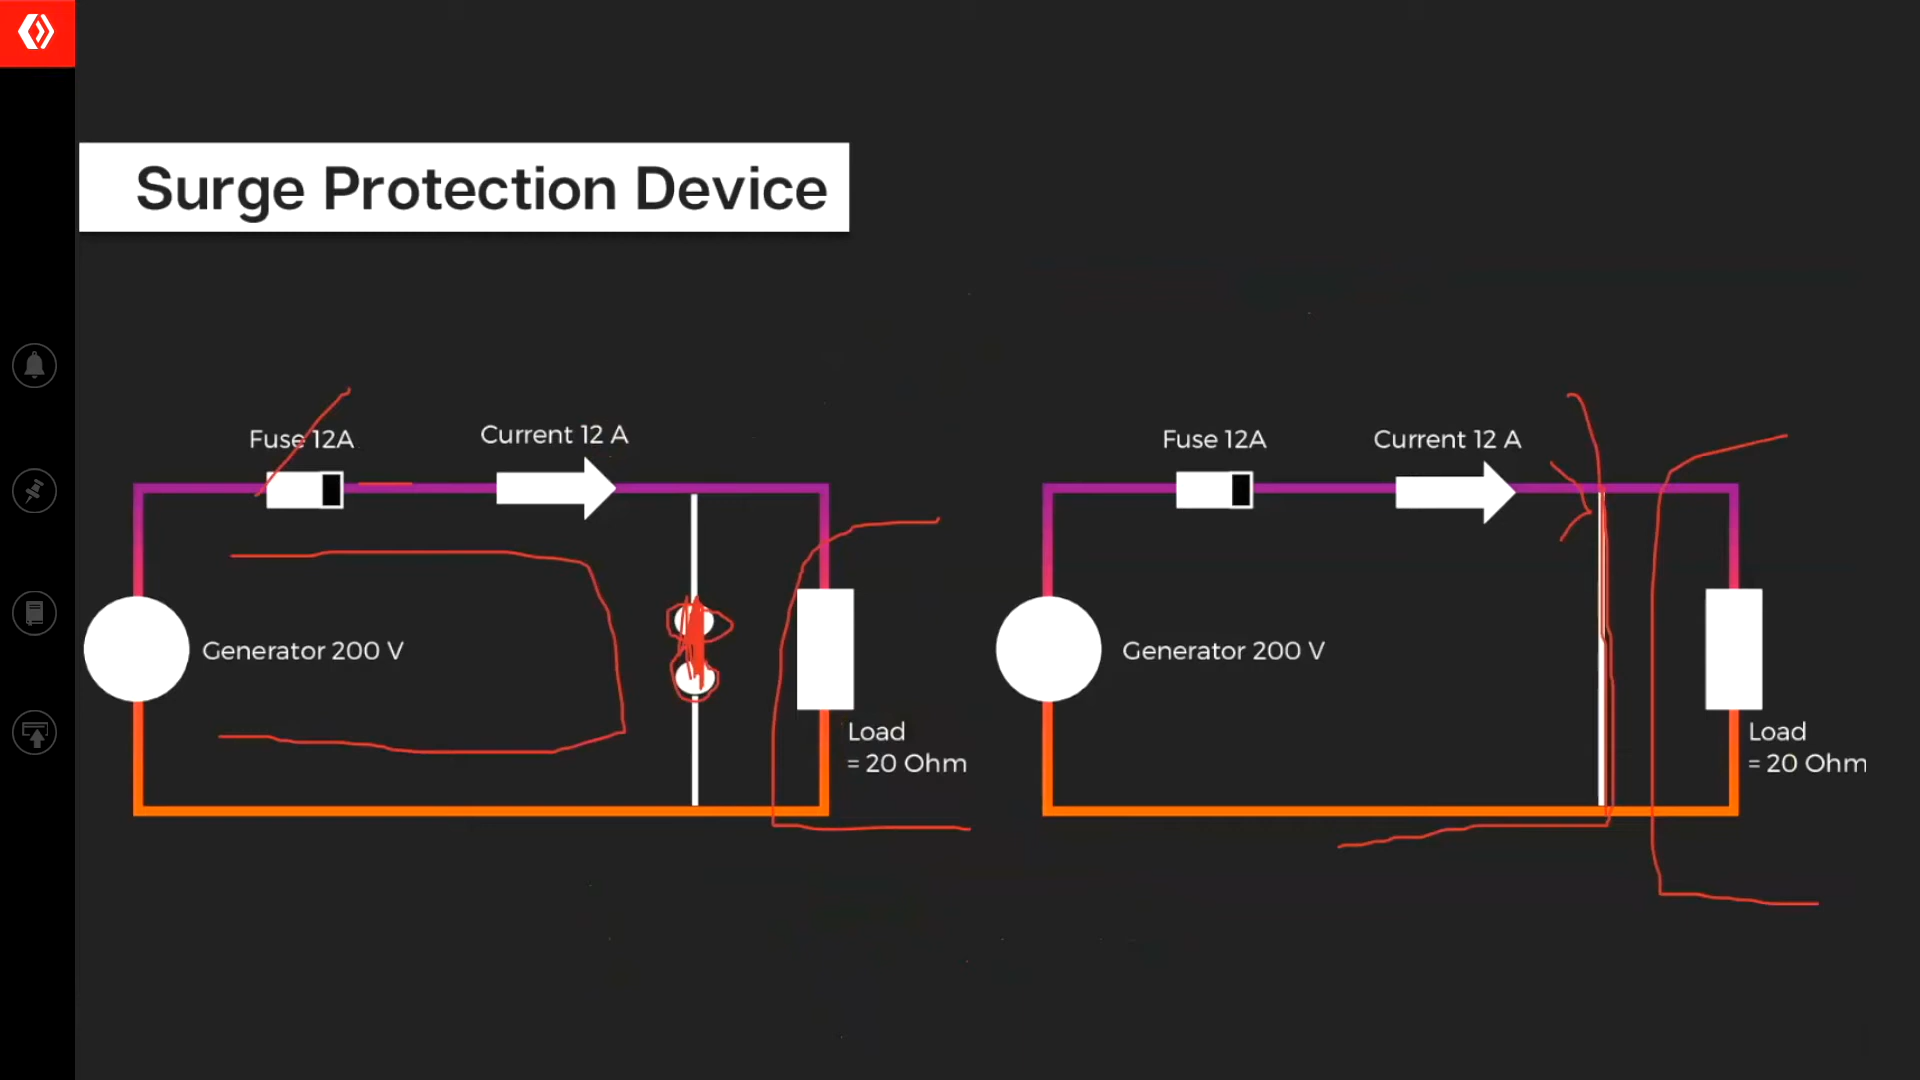 Surge Protection Device
Fuse 12A
Current 12 A
Generator 200 V
Load
= 20 Ohm
Fuse 12A
Current 12 A
Generator 200 V
Load
= 20 Ohm